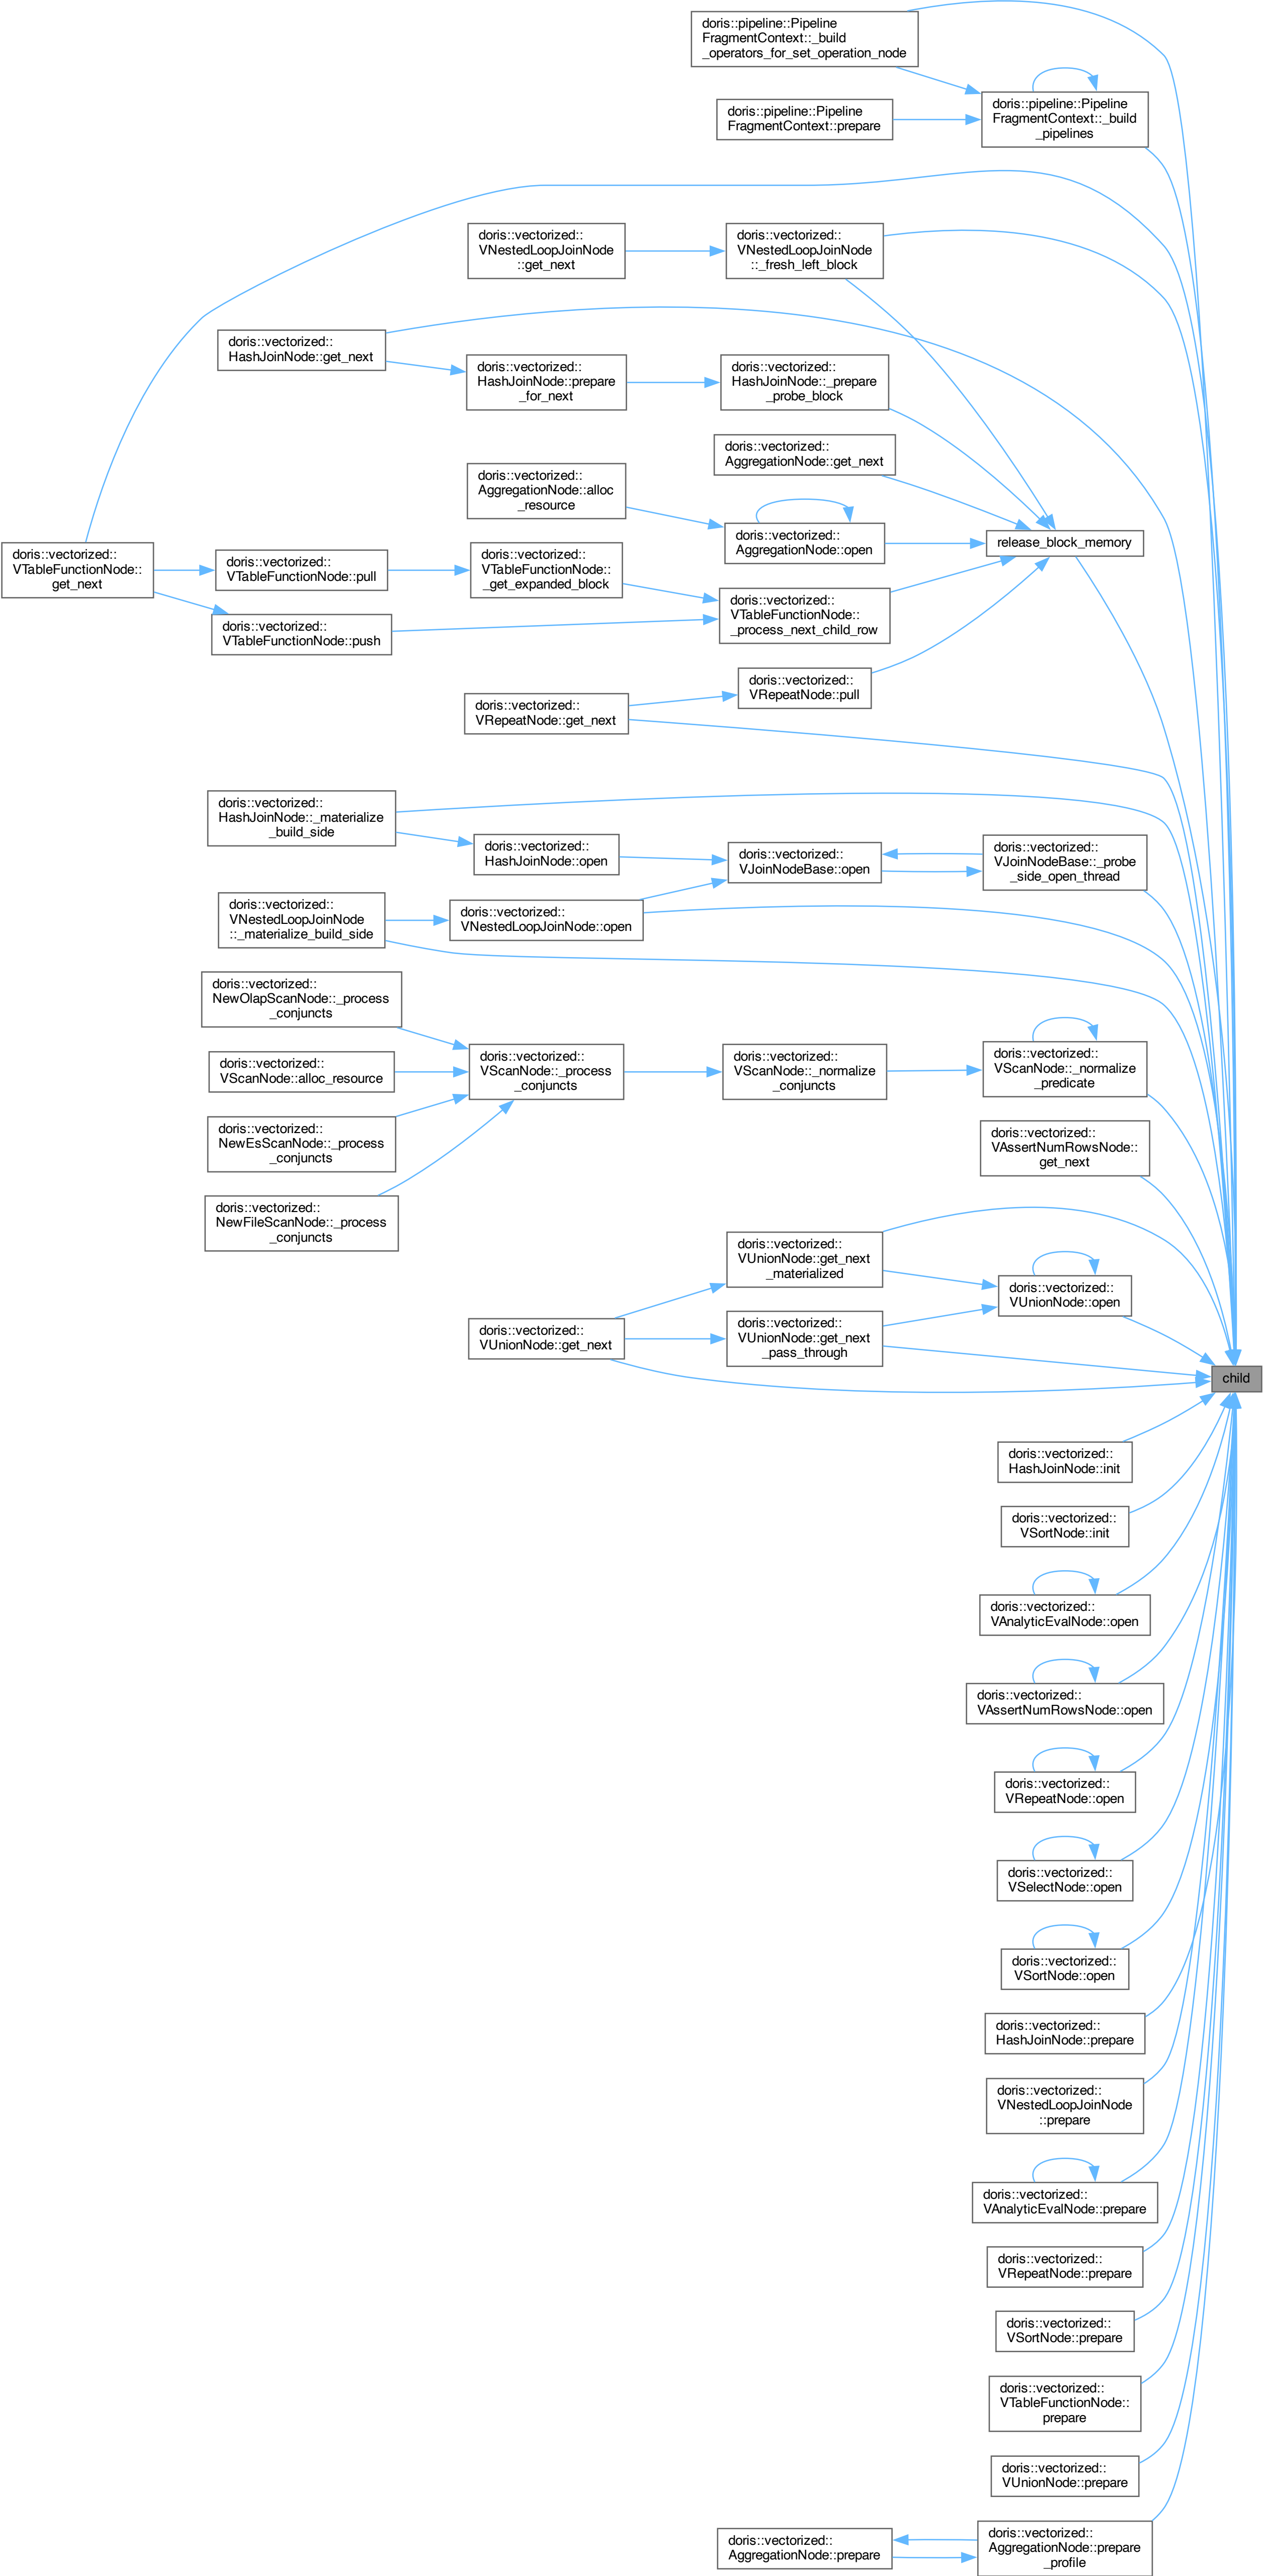 doris::pipeline::Pipeline
FragmentContext::_build
_operators_for_set_operation_node
doris::pipeline::Pipeline
FragmentContext::_build
_pipelines
doris::pipeline::Pipeline
FragmentContext::prepare
doris::vectorized::
VNestedLoopJoinNode
::get_next
doris::vectorized::
VNestedLoopJoinNode
::_fresh_left_block
doris::vectorized::
HashJoinNode::get_next
doris::vectorized::
HashJoinNode::prepare
_for_next
doris::vectorized::
HashJoinNode::_prepare
_probe_block
doris::vectorized::
AggregationNode::get_next
doris::vectorized::
AggregationNode::alloc
_resource
doris::vectorized::
AggregationNode::open
release_block_memory
doris::vectorized::
VTableFunctionNode::
get_next
doris::vectorized::
VTableFunctionNode::pull
doris::vectorized::
VTableFunctionNode::
_get_expanded_block
doris::vectorized::
VTableFunctionNode::push
doris::vectorized::
VTableFunctionNode::
_process_next_child_row
doris::vectorized::
VRepeatNode::pull
doris::vectorized::
VRepeatNode::get_next
doris::vectorized::
HashJoinNode::_materialize
_build_side
doris::vectorized::
HashJoinNode::open
doris::vectorized::
VJoinNodeBase::open
doris::vectorized::
VJoinNodeBase::_probe
_side_open_thread
doris::vectorized::
VNestedLoopJoinNode
::_materialize_build_side
doris::vectorized::
VNestedLoopJoinNode::open
doris::vectorized::
NewOlapScanNode::_process
_conjuncts
doris::vectorized::
VScanNode::alloc_resource
doris::vectorized::
VScanNode::_process
_conjuncts
doris::vectorized::
VScanNode::_normalize
_conjuncts
doris::vectorized::
VScanNode::_normalize
_predicate
doris::vectorized::
NewEsScanNode::_process
_conjuncts
doris::vectorized::
VAssertNumRowsNode::
get_next
doris::vectorized::
NewFileScanNode::_process
_conjuncts
doris::vectorized::
VUnionNode::get_next
_materialized
doris::vectorized::
VUnionNode::open
doris::vectorized::
VUnionNode::get_next
doris::vectorized::
VUnionNode::get_next
_pass_through
child
doris::vectorized::
HashJoinNode::init
doris::vectorized::
VSortNode::init
doris::vectorized::
VAnalyticEvalNode::open
doris::vectorized::
VAssertNumRowsNode::open
doris::vectorized::
VRepeatNode::open
doris::vectorized::
VSelectNode::open
doris::vectorized::
VSortNode::open
doris::vectorized::
HashJoinNode::prepare
doris::vectorized::
VNestedLoopJoinNode
::prepare
doris::vectorized::
VAnalyticEvalNode::prepare
doris::vectorized::
VRepeatNode::prepare
doris::vectorized::
VSortNode::prepare
doris::vectorized::
VTableFunctionNode::
prepare
doris::vectorized::
VUnionNode::prepare
doris::vectorized::
AggregationNode::prepare
doris::vectorized::
AggregationNode::prepare
_profile